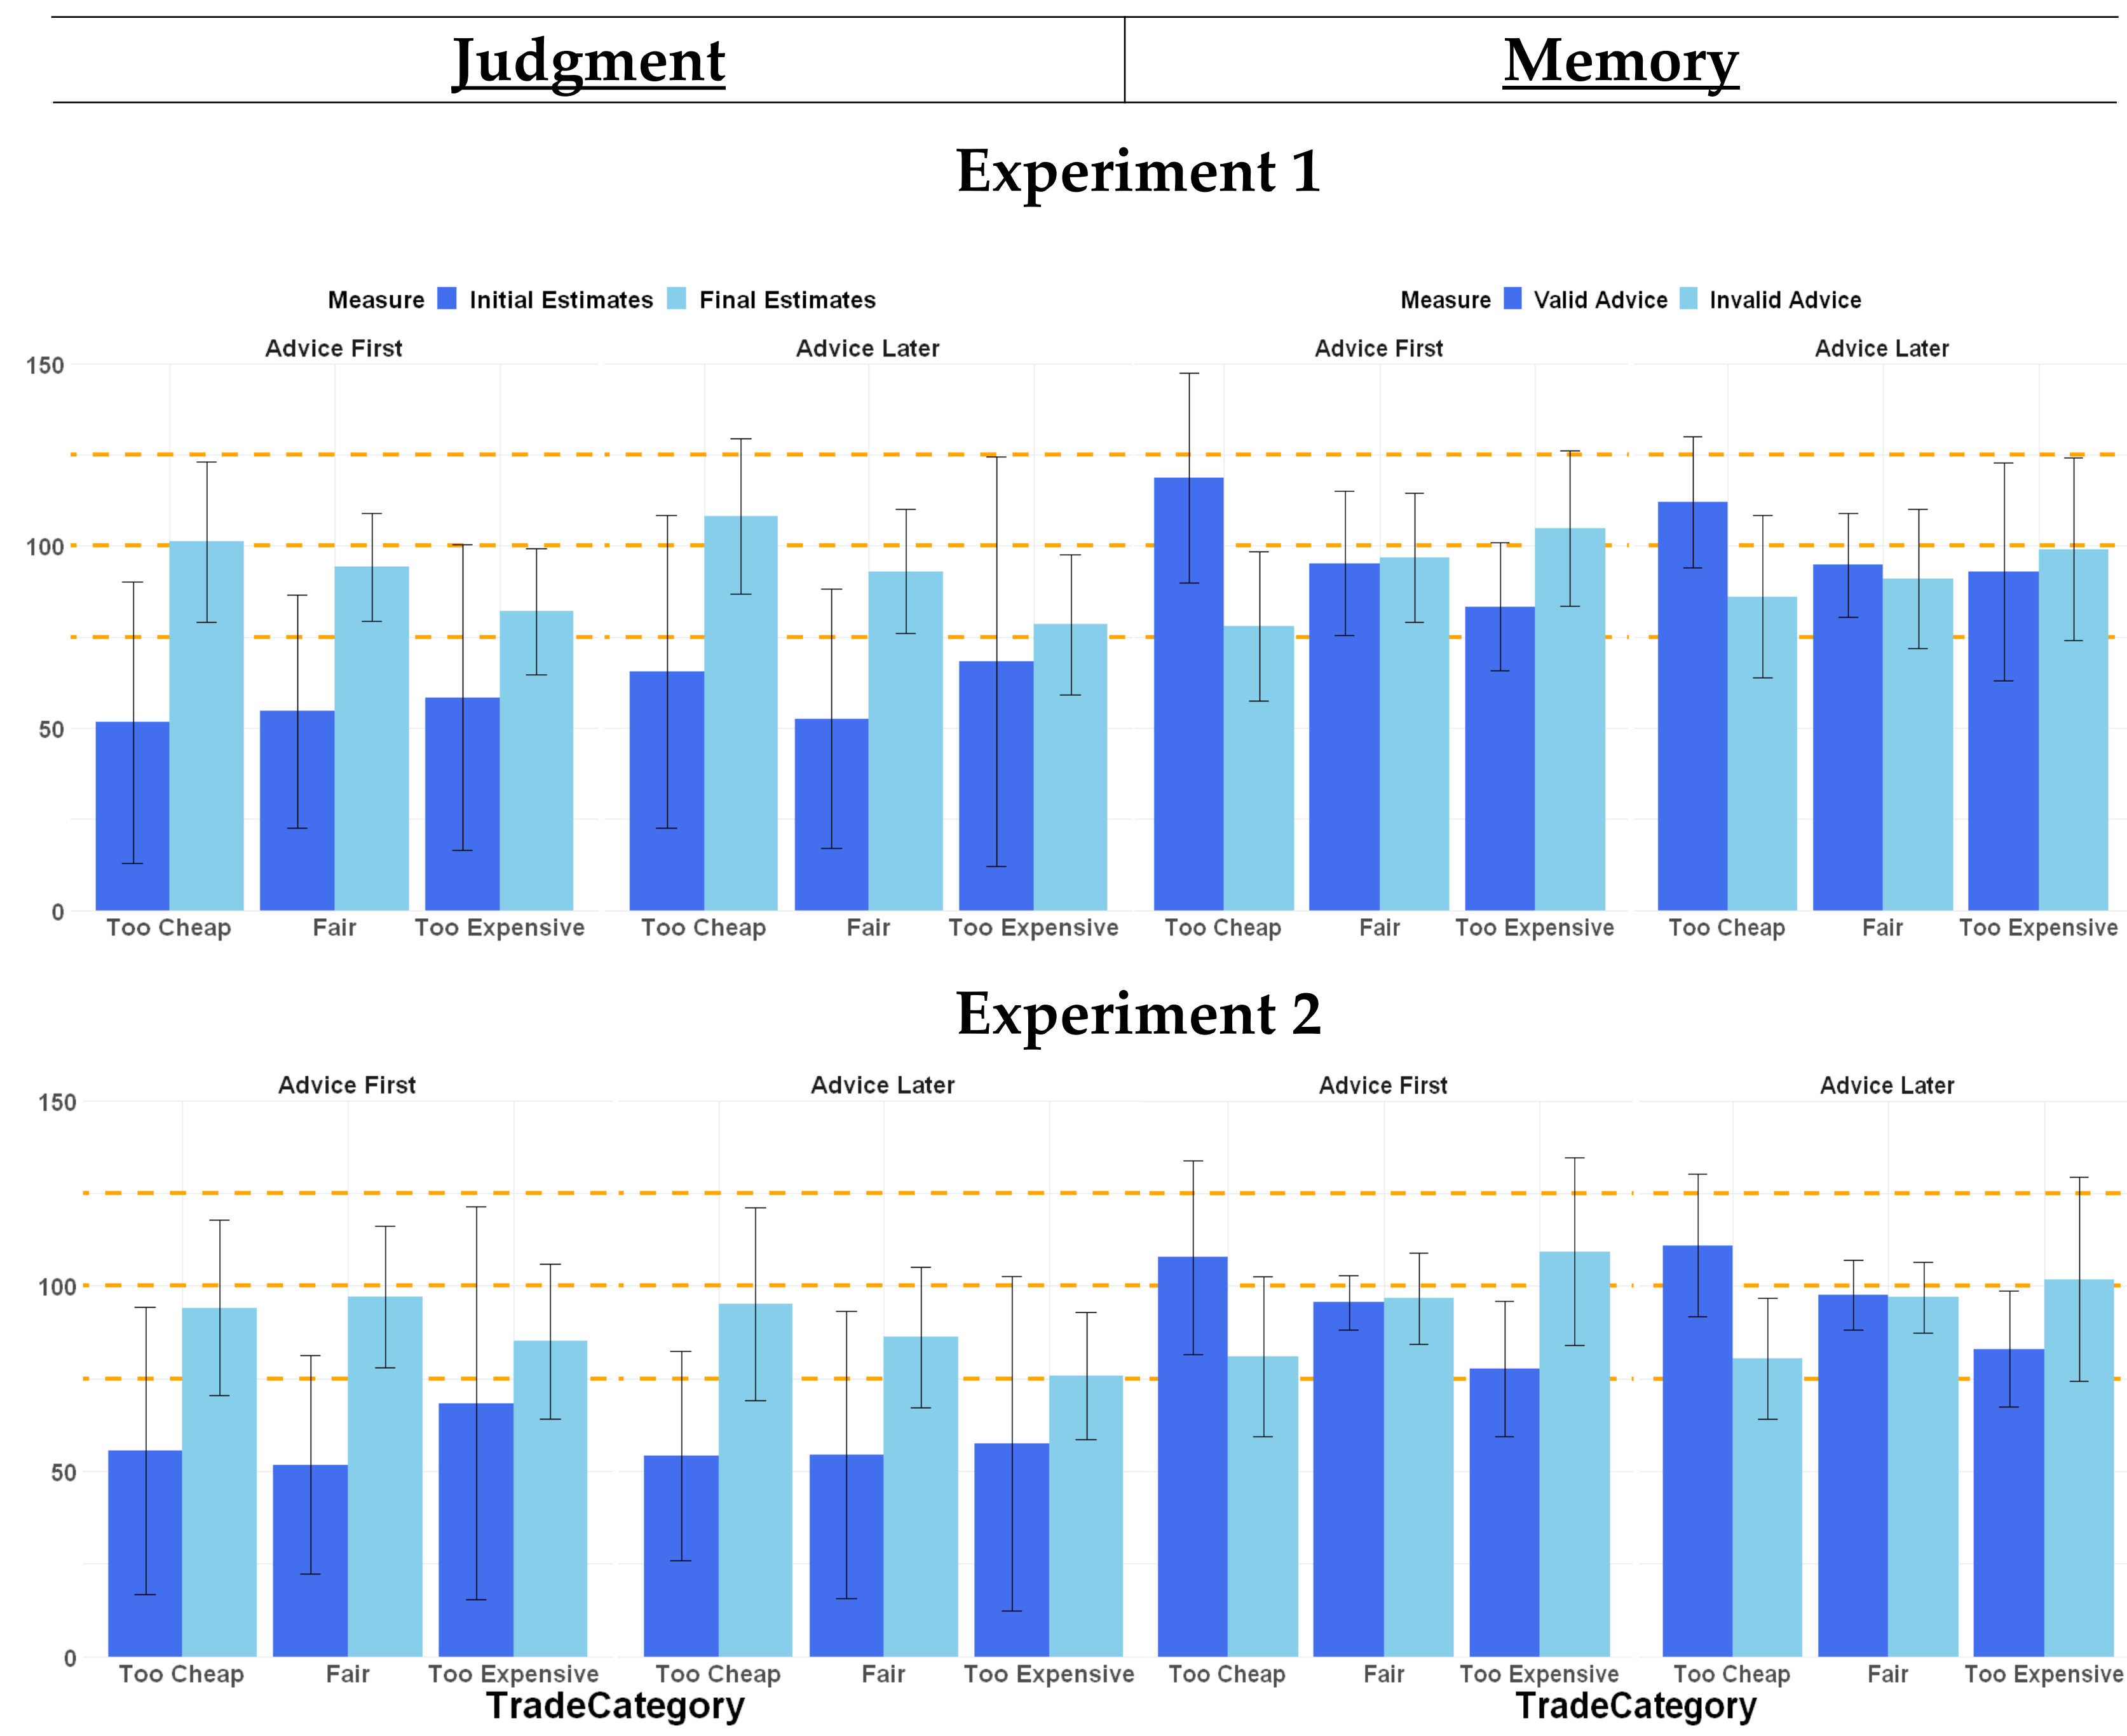 Judgment Memory
Experiment 1
Measure Initial Estimates Final Estimates Measure Valid Advice Invalid Advice
Advice First Advice Later Advice First Advice Later
150
100
50
0
Too Cheap Fair Too Expensive Too Cheap Fair Too Expensive Too Cheap Fair Too Expensive Too Cheap Fair Too Expensive
Experiment 2
Advice First Advice Later Advice First Advice Later
150
100
50
0
Too Cheap Fair Too Expensive Too Cheap Fair Too Expensive Too Cheap Fair Too Expensive Too Cheap Fair Too Expensive
TradeCategory TradeCategory